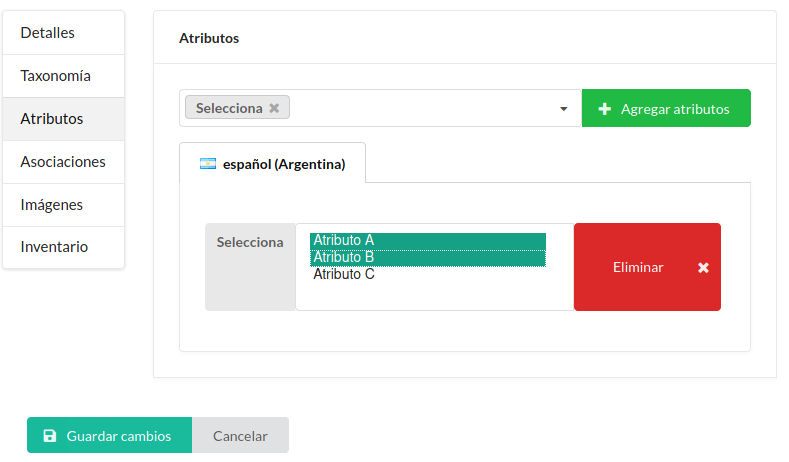 Detalles
Taxonomía
Atributos
Asociaciones
Imágenes
Inventario
Atributos
Selecciona
Agregar atributos
español (Argentina)
Selecciona
Atributo A
Atributo B
Atributo C
Eliminar
Guardar cambios
Cancelar